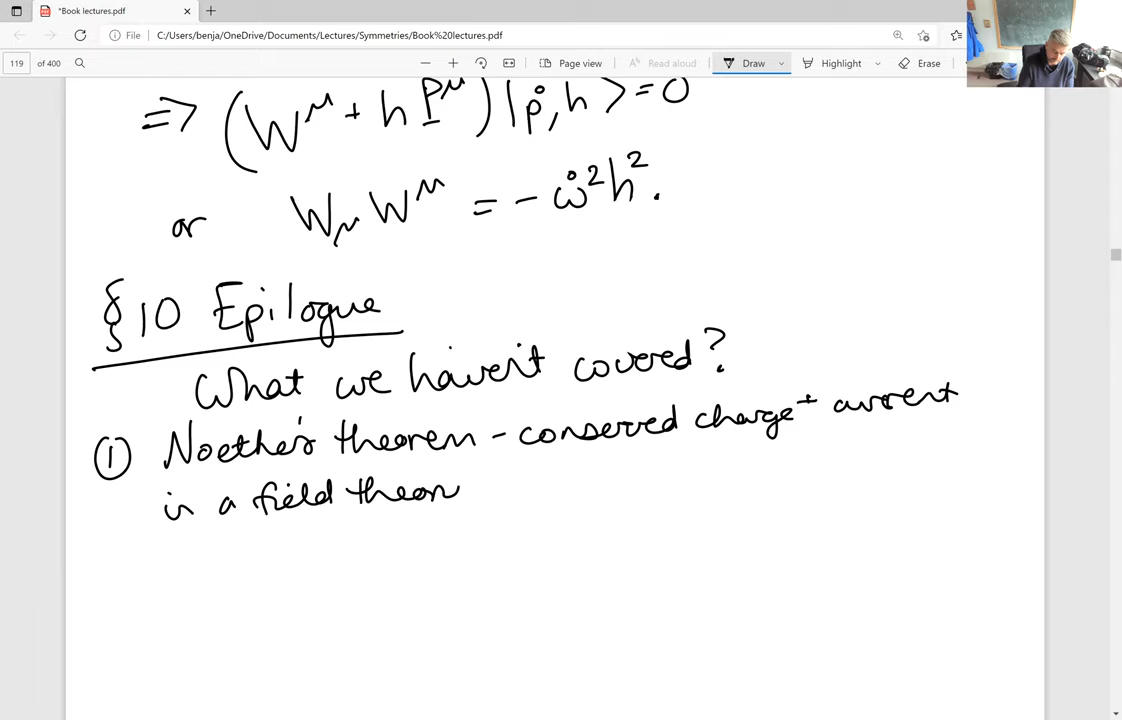 *Book lectures.pdf
File C:/Users/benja/OneDrive/Documents/Lectures/Symmetries/Book%20lectures.pdf
119 of 400 Page view Read aloud Draw Highlight Erase
=> (W^μ + h P^μ) |p̊, h > = 0
or W_μ W^μ = - ω̊² h² .
§ 10 Epilogue
What we haven't covered?
① Noether's theorem - conserved charge + current
in a field theory